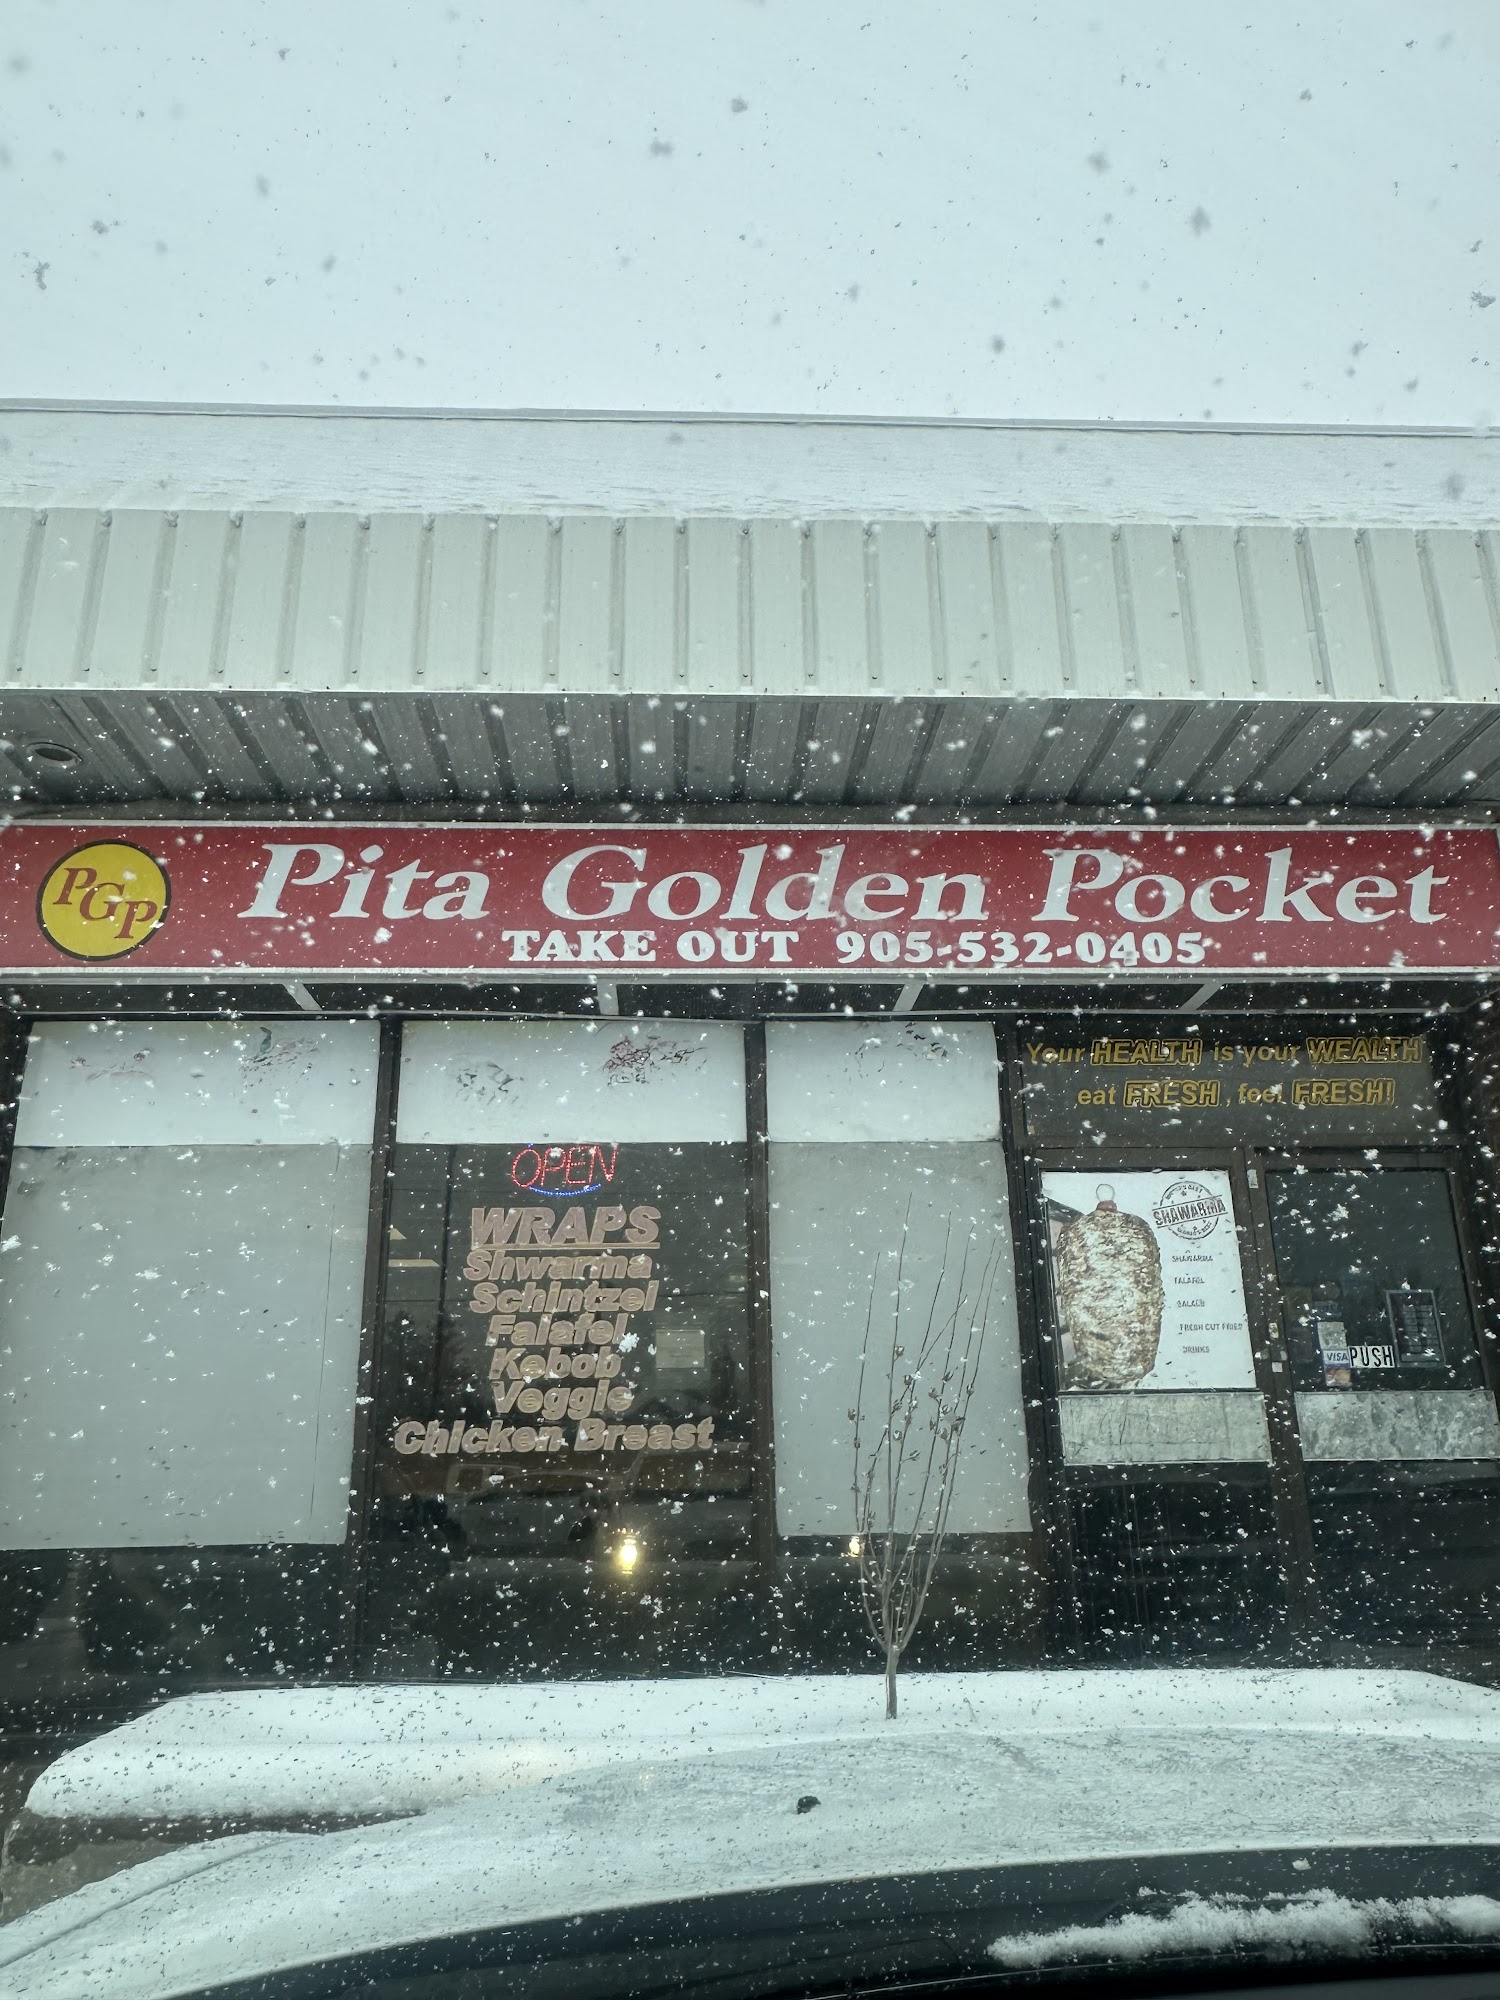 PGP
Pita Golden Pocket
TAKE OUT 905-532-0405
Your HEALTH is your WEALTH
eat FRESH, feel FRESH!
OPEN
WRAPS
Shwarma
Schintzel
Falafel
Kebob
Veggie
Chicken Breast
SHAWARMA
SHAWARMA
FALAFEL
SALADS
FRESH CUT FRIES
DRINKS
VISA
PUSH